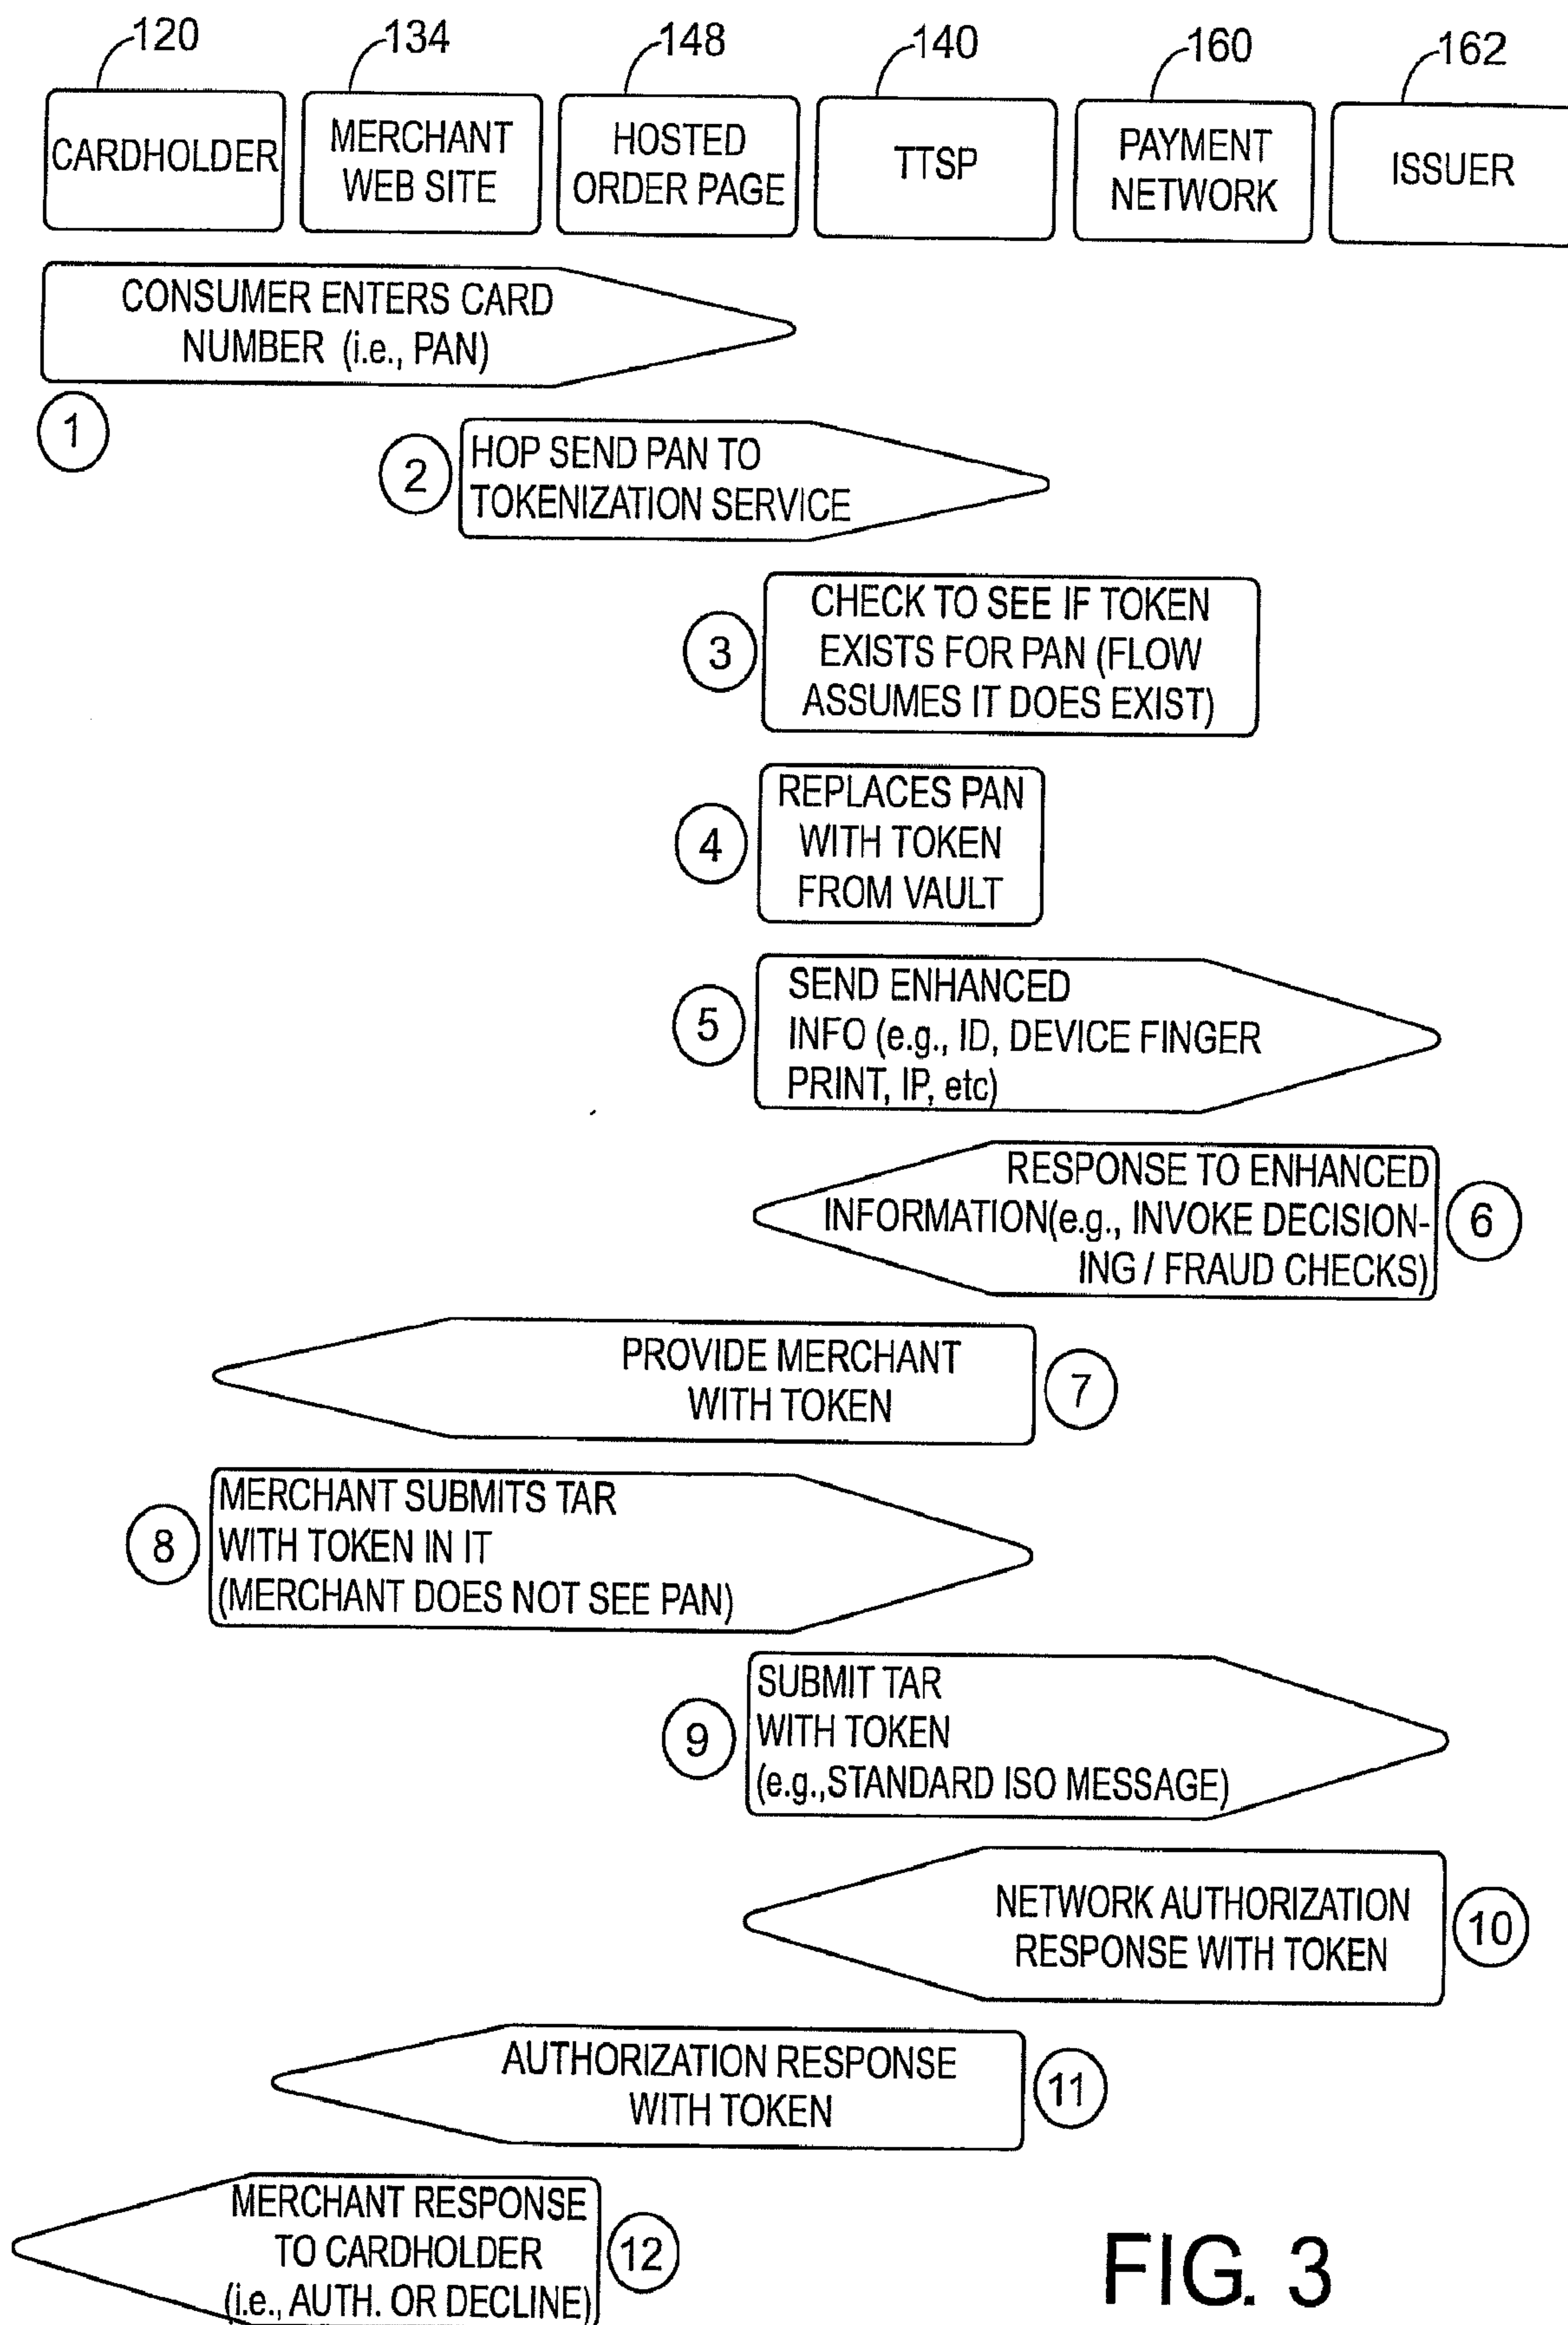 120
134
148
140
160
162
CARDHOLDER
MERCHANT
WEB SITE
HOSTED
ORDER PAGE
TTSP
PAYMENT
NETWORK
ISSUER
CONSUMER ENTERS CARD
NUMBER (i.e., PAN)
1
2
HOP SEND PAN TO
TOKENIZATION SERVICE
3
CHECK TO SEE IF TOKEN
EXISTS FOR PAN (FLOW
ASSUMES IT DOES EXIST)
4
REPLACES PAN
WITH TOKEN
FROM VAULT
5
SEND ENHANCED
INFO (e.g., ID, DEVICE FINGER
PRINT, IP, etc)
RESPONSE TO ENHANCED
INFORMATION(e.g., INVOKE DECISION-
ING / FRAUD CHECKS)
6
PROVIDE MERCHANT
WITH TOKEN
7
8
MERCHANT SUBMITS TAR
WITH TOKEN IN IT
(MERCHANT DOES NOT SEE PAN)
9
SUBMIT TAR
WITH TOKEN
(e.g.,STANDARD ISO MESSAGE)
NETWORK AUTHORIZATION
RESPONSE WITH TOKEN
10
AUTHORIZATION RESPONSE
WITH TOKEN
11
MERCHANT RESPONSE
TO CARDHOLDER
(i.e., AUTH. OR DECLINE)
12
FIG. 3